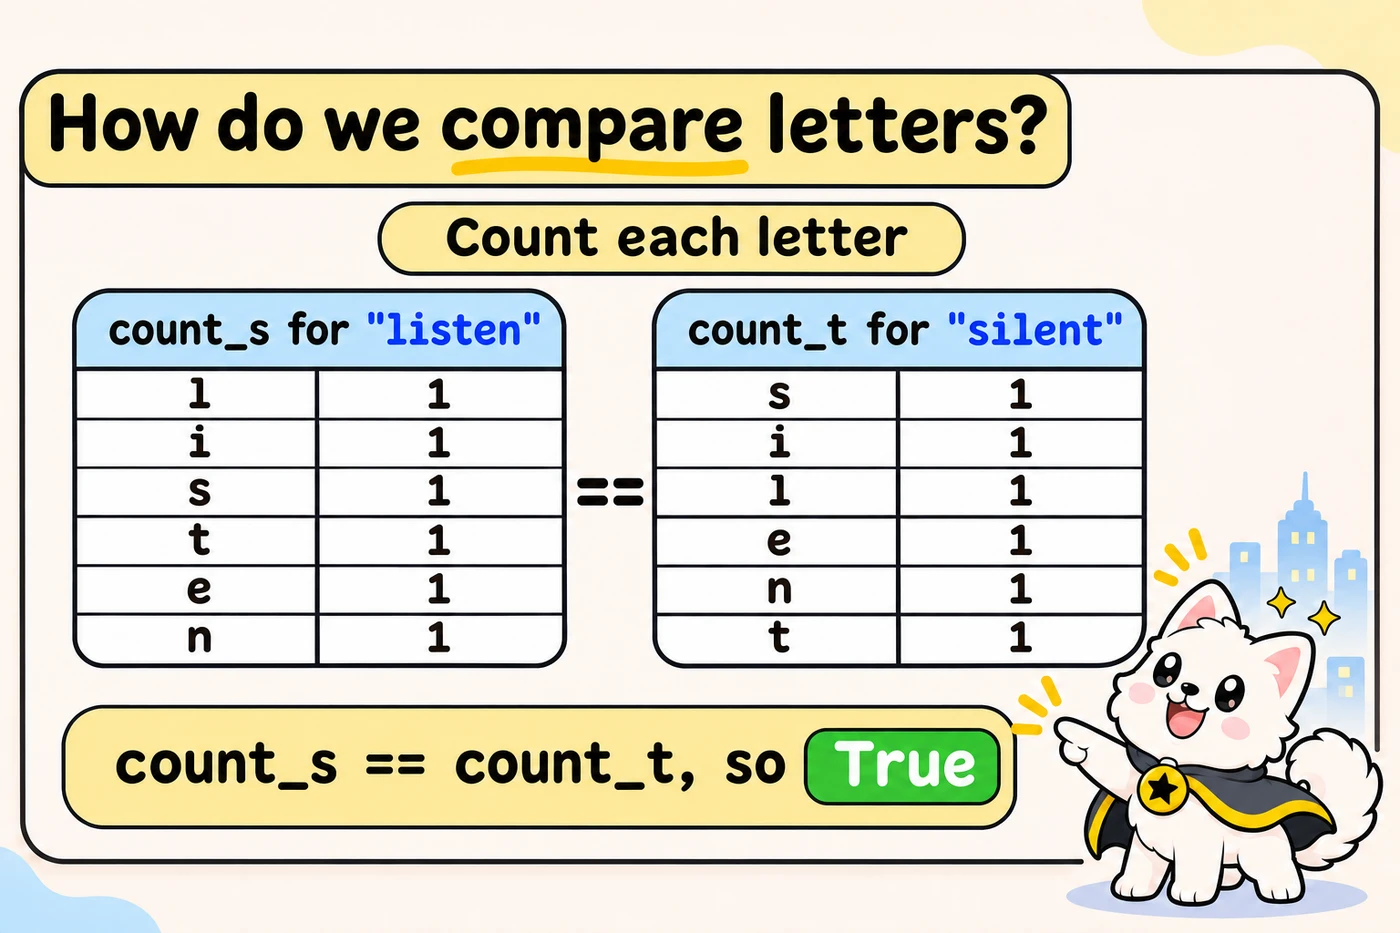 How do we compare letters?
Count each letter
count_s for "listen"
l 1
i 1
s 1
t 1
e 1
n 1
==
count_t for "silent"
s 1
i 1
l 1
e 1
n 1
t 1
count_s == count_t, so True